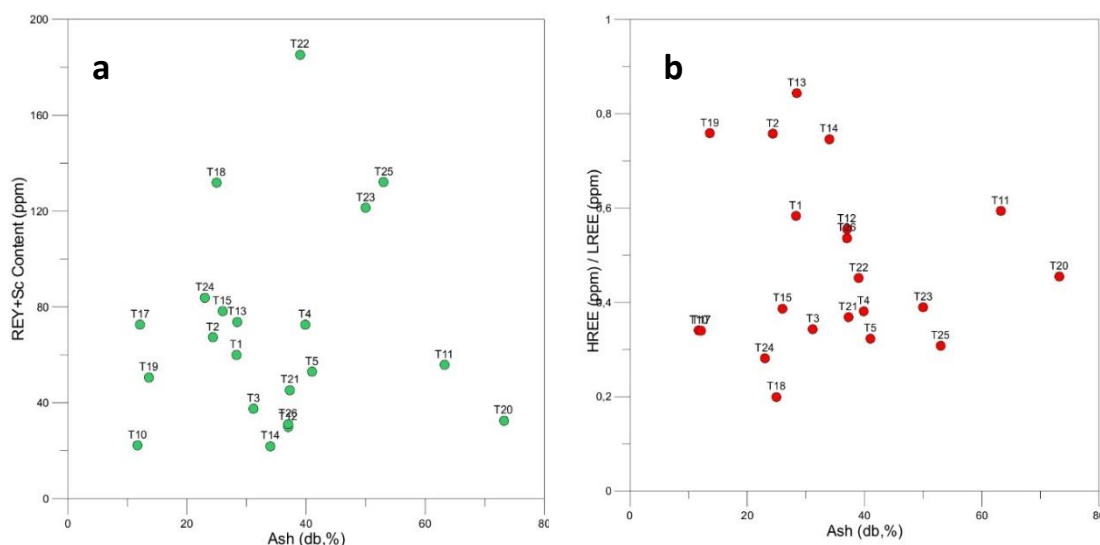 a
REY+Sc Content (ppm)
200
160
120
80
40
0
T22
T18
T25
T23
T24
T15
T13
T17
T4
T2
T1
T11
T5
T19
T21
T3
T26
T12
T20
T10
T14
0
20
40
60
80
Ash (db,%)
b
HREE (ppm) / LREE (ppm)
1
0,8
0,6
0,4
0,2
0
T13
T19
T2
T14
T11
T1
T12
T22
T20
T15
T23
T4
T21
T3
T17
T5
T25
T24
T18
0
20
40
60
80
Ash (db,%)